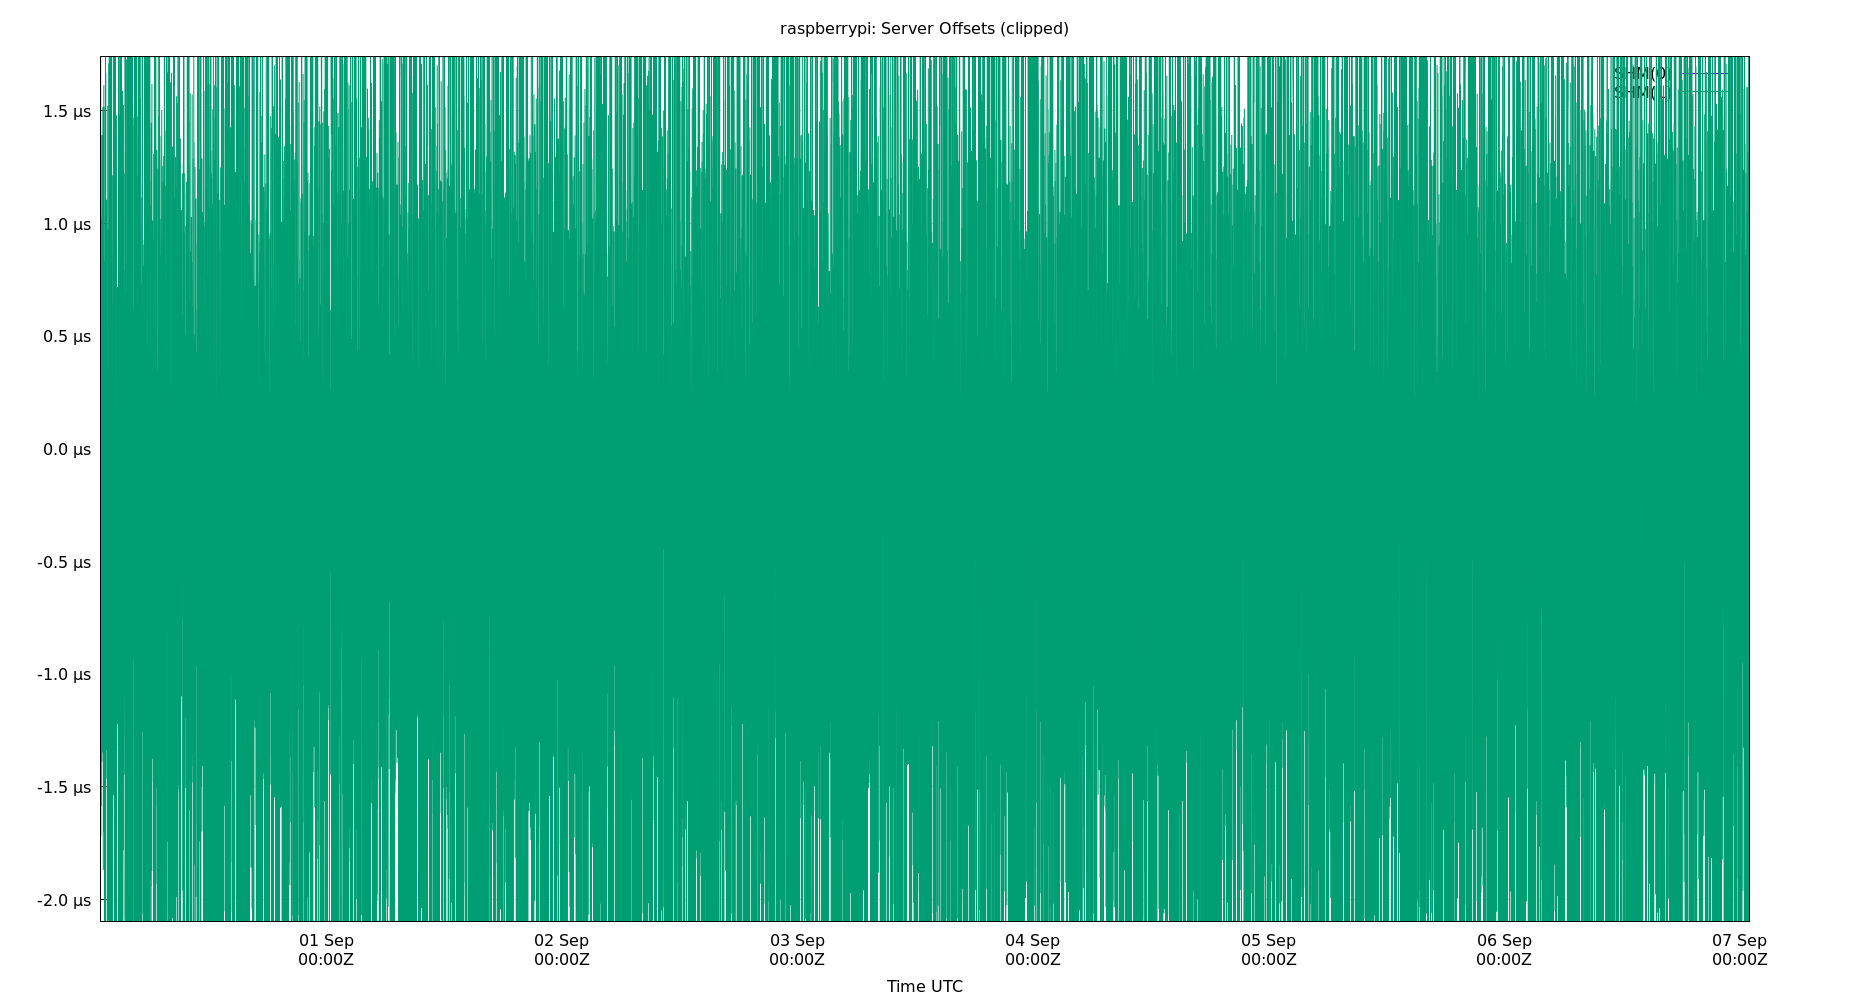 raspberrypi: Server Offsets (clipped)
SHM(0)
1.5 µs
1.0 µs
0.5 µs
0.0 µs
-0.5 µs
-1.0 µs
-1.5 µs
-2.0 µs
01 Sep 02 Sep 03 Sep 04 Sep 05 Sep 06 Sep 07 Sep
00:00Z 00:00Z 00:00Z 00:00Z 00:00Z 00:00Z 00:00Z
Time UTC